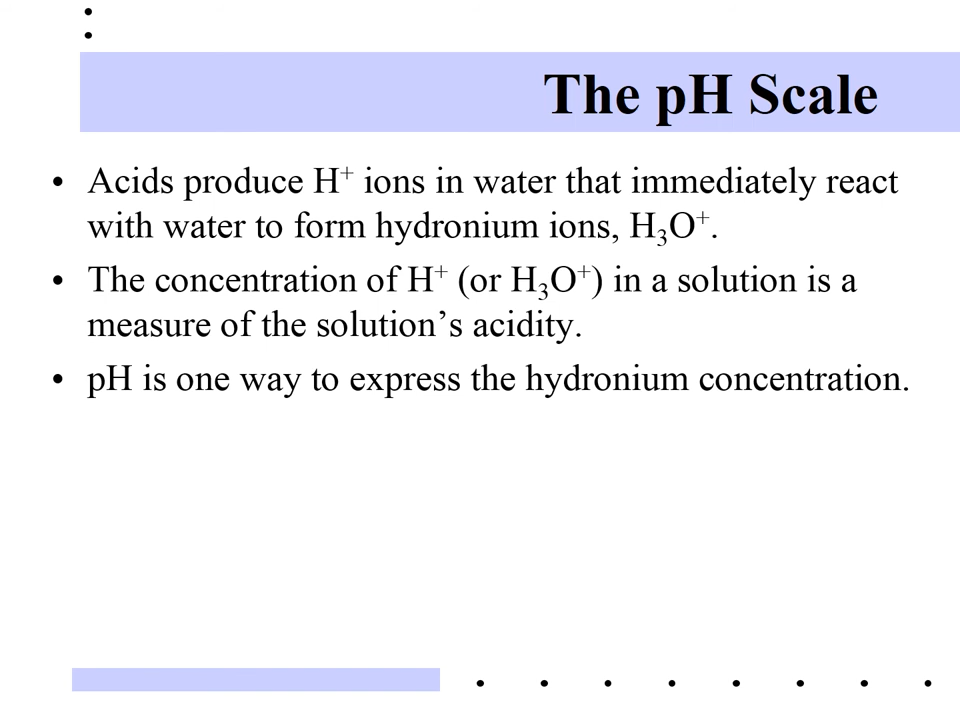 The pH Scale
• Acids produce H⁺ ions in water that immediately react
with water to form hydronium ions, H₃O⁺.
• The concentration of H⁺ (or H₃O⁺) in a solution is a
measure of the solution’s acidity.
• pH is one way to express the hydronium concentration.